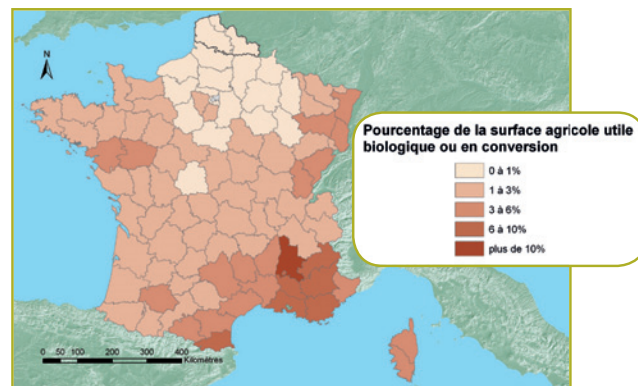 N
Pourcentage de la surface agricole utile
biologique ou en conversion
0 à 1%
1 à 3%
3 à 6%
6 à 10%
plus de 10%
0 50 100 200 300 400
Kilomètres